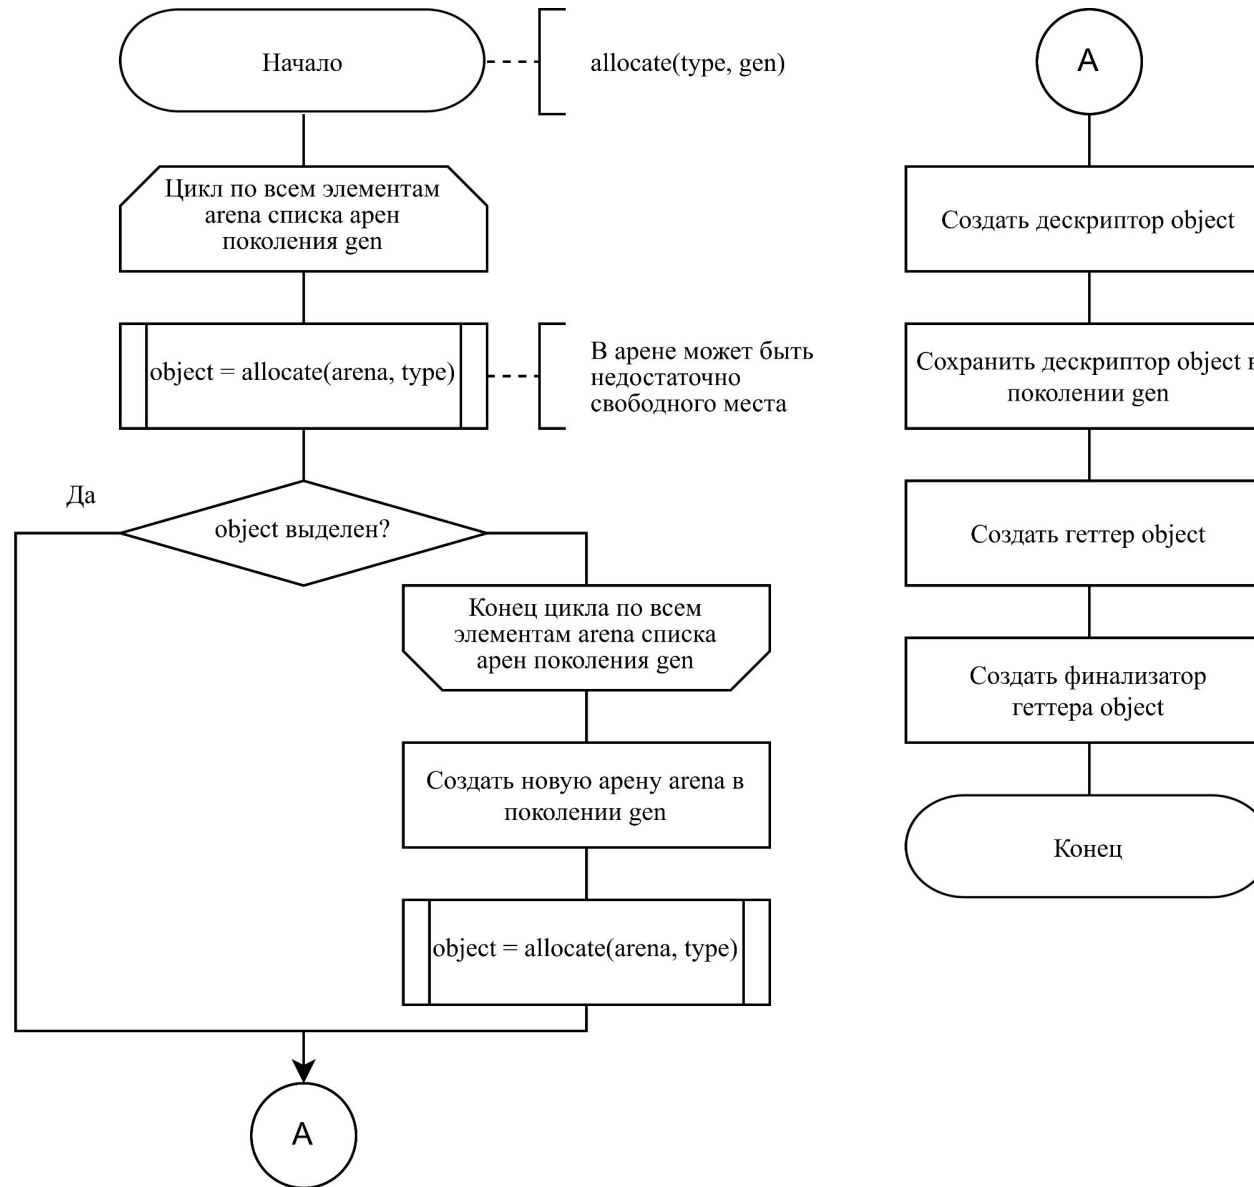 Начало
allocate(type, gen)
Цикл по всем элементам
arena списка арен
поколения gen
object = allocate(arena, type)
В арене может быть
недостаточно
свободного места
Да
object выделен?
Конец цикла по всем
элементам arena списка
арен поколения gen
Создать новую арену arena в
поколении gen
object = allocate(arena, type)
A
A
Создать дескриптор object
Сохранить дескриптор object в
поколении gen
Создать геттер object
Создать финализатор
геттера object
Конец